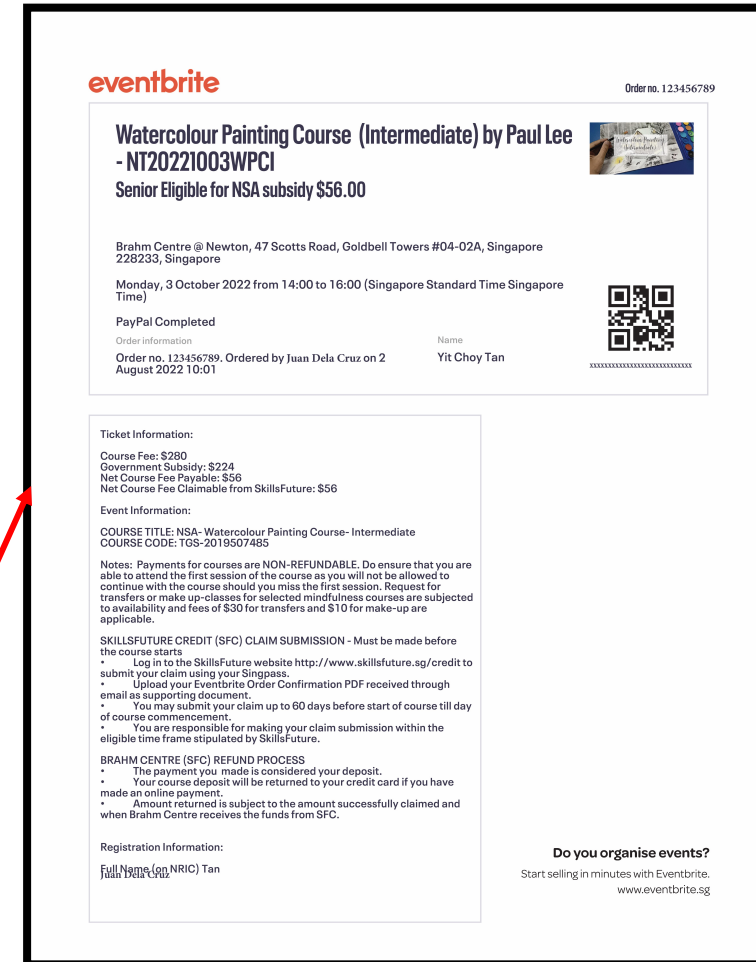 eventbrite
Order no. 123456789
Watercolour Painting Course (Intermediate) by Paul Lee
- NT20221003WPCI
Senior Eligible for NSA subsidy $56.00
Watercolour Painting
(Intermediate)
Brahm Centre @ Newton, 47 Scotts Road, Goldbell Towers #04-02A, Singapore
228233, Singapore
Monday, 3 October 2022 from 14:00 to 16:00 (Singapore Standard Time Singapore
Time)
PayPal Completed
Order information
Name
Order no. 123456789. Ordered by Juan Dela Cruz on 2
August 2022 10:01
Yit Choy Tan
xxxxxxxxxxxxxxxxxxxxxxxxxxx
Ticket Information:
Course Fee: $280
Government Subsidy: $224
Net Course Fee Payable: $56
Net Course Fee Claimable from SkillsFuture: $56
Event Information:
COURSE TITLE: NSA- Watercolour Painting Course- Intermediate
COURSE CODE: TGS-2019507485
Notes: Payments for courses are NON-REFUNDABLE. Do ensure that you are
able to attend the first session of the course as you will not be allowed to
continue with the course should you miss the first session. Request for
transfers or make up-classes for selected mindfulness courses are subjected
to availability and fees of $30 for transfers and $10 for make-up are
applicable.
SKILLSFUTURE CREDIT (SFC) CLAIM SUBMISSION - Must be made before
the course starts
• Log in to the SkillsFuture website http://www.skillsfuture.sg/credit to
submit your claim using your Singpass.
• Upload your Eventbrite Order Confirmation PDF received through
email as supporting document.
• You may submit your claim up to 60 days before start of course till day
of course commencement.
• You are responsible for making your claim submission within the
eligible time frame stipulated by SkillsFuture.
BRAHM CENTRE (SFC) REFUND PROCESS
• The payment you made is considered your deposit.
• Your course deposit will be returned to your credit card if you have
made an online payment.
• Amount returned is subject to the amount successfully claimed and
when Brahm Centre receives the funds from SFC.
Registration Information:
Full Name (on NRIC) Tan
Juan Dela Cruz
Do you organise events?
Start selling in minutes with Eventbrite.
www.eventbrite.sg